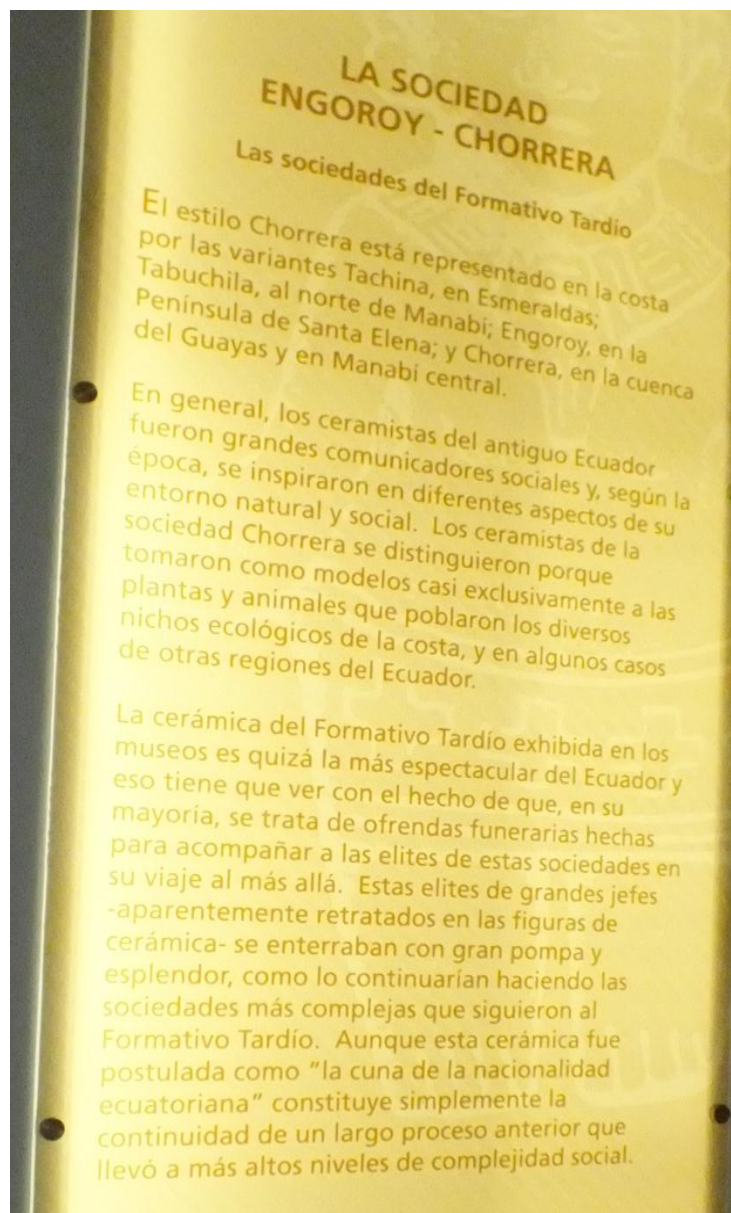 LA SOCIEDAD
ENGOROY - CHORRERA
Las sociedades del Formativo Tardío
El estilo Chorrera está representado en la costa
por las variantes Tachina, en Esmeraldas;
Tabuchila, al norte de Manabí; Engoroy, en la
Península de Santa Elena; y Chorrera, en la cuenca
del Guayas y en Manabí central.
En general, los ceramistas del antiguo Ecuador
fueron grandes comunicadores sociales y, según la
época, se inspiraron en diferentes aspectos de su
entorno natural y social. Los ceramistas de la
sociedad Chorrera se distinguieron porque
tomaron como modelos casi exclusivamente a las
plantas y animales que poblaron los diversos
nichos ecológicos de la costa, y en algunos casos
de otras regiones del Ecuador.
La cerámica del Formativo Tardío exhibida en los
museos es quizá la más espectacular del Ecuador y
eso tiene que ver con el hecho de que, en su
mayoría, se trata de ofrendas funerarias hechas
para acompañar a las elites de estas sociedades en
su viaje al más allá. Estas elites de grandes jefes
-aparentemente retratados en las figuras de
cerámica- se enterraban con gran pompa y
esplendor, como lo continuarían haciendo las
sociedades más complejas que siguieron al
Formativo Tardío. Aunque esta cerámica fue
postulada como "la cuna de la nacionalidad
ecuatoriana" constituye simplemente la
continuidad de un largo proceso anterior que
llevó a más altos niveles de complejidad social.